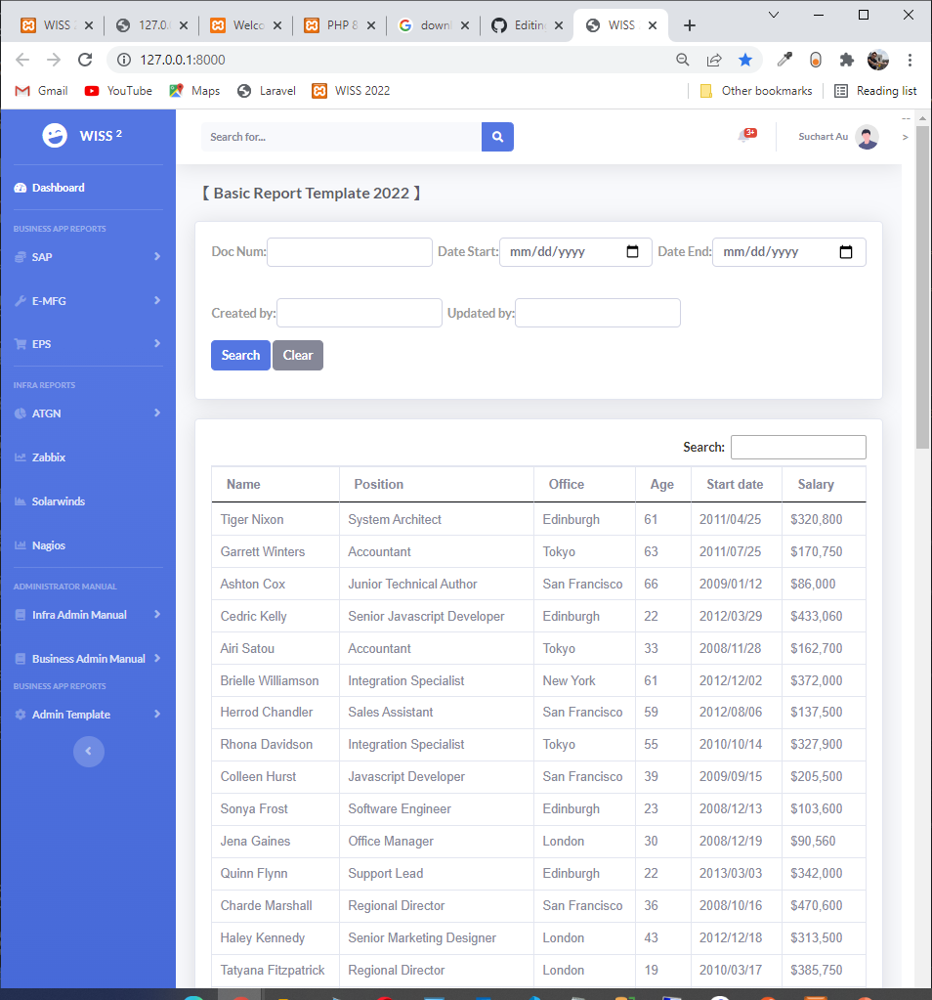 WISS 2
127.0.
Welco
PHP 8
down
Editin
WISS
127.0.0.1:8000
Gmail YouTube Maps Laravel WISS 2022 Other bookmarks Reading list
WISS 2
Search for...
3+
Suchart Au
-- >
Dashboard
BUSINESS APP REPORTS
SAP
E-MFG
EPS
INFRA REPORTS
ATGN
Zabbix
Solarwinds
Nagios
ADMINISTRATOR MANUAL
Infra Admin Manual
Business Admin Manual
BUSINESS APP REPORTS
Admin Template
【 Basic Report Template 2022 】
Doc Num: Date Start: mm/dd/yyyy Date End: mm/dd/yyyy
Created by: Updated by:
Search Clear
Search:
Name Position Office Age Start date Salary
Tiger Nixon System Architect Edinburgh 61 2011/04/25 $320,800
Garrett Winters Accountant Tokyo 63 2011/07/25 $170,750
Ashton Cox Junior Technical Author San Francisco 66 2009/01/12 $86,000
Cedric Kelly Senior Javascript Developer Edinburgh 22 2012/03/29 $433,060
Airi Satou Accountant Tokyo 33 2008/11/28 $162,700
Brielle Williamson Integration Specialist New York 61 2012/12/02 $372,000
Herrod Chandler Sales Assistant San Francisco 59 2012/08/06 $137,500
Rhona Davidson Integration Specialist Tokyo 55 2010/10/14 $327,900
Colleen Hurst Javascript Developer San Francisco 39 2009/09/15 $205,500
Sonya Frost Software Engineer Edinburgh 23 2008/12/13 $103,600
Jena Gaines Office Manager London 30 2008/12/19 $90,560
Quinn Flynn Support Lead Edinburgh 22 2013/03/03 $342,000
Charde Marshall Regional Director San Francisco 36 2008/10/16 $470,600
Haley Kennedy Senior Marketing Designer London 43 2012/12/18 $313,500
Tatyana Fitzpatrick Regional Director London 19 2010/03/17 $385,750